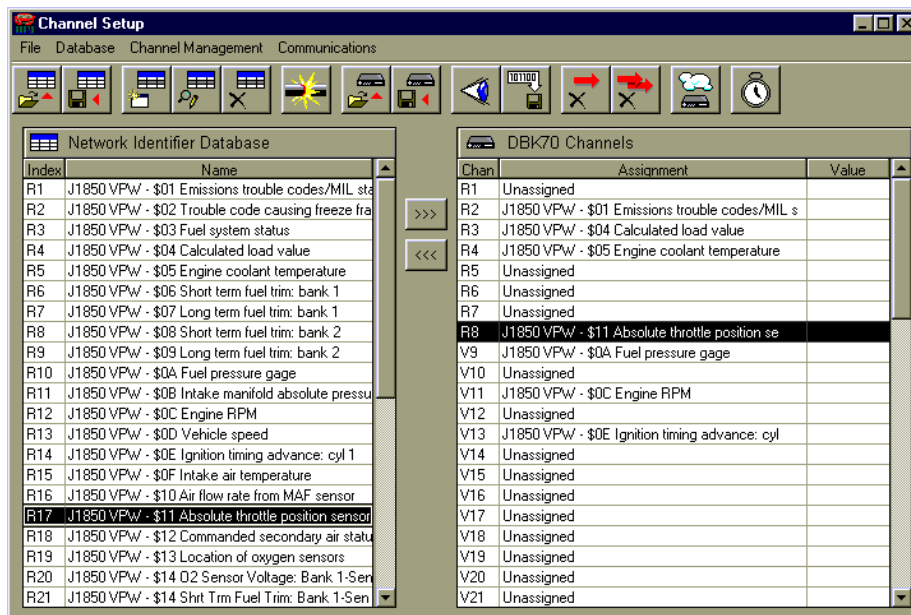 Channel Setup
File Database Channel Management Communications
101100
Network Identifier Database
Index Name
R1 J1850 VPW - $01 Emissions trouble codes/MIL sta
R2 J1850 VPW - $02 Trouble code causing freeze fra
R3 J1850 VPW - $03 Fuel system status
R4 J1850 VPW - $04 Calculated load value
R5 J1850 VPW - $05 Engine coolant temperature
R6 J1850 VPW - $06 Short term fuel trim: bank 1
R7 J1850 VPW - $07 Long term fuel trim: bank 1
R8 J1850 VPW - $08 Short term fuel trim: bank 2
R9 J1850 VPW - $09 Long term fuel trim: bank 2
R10 J1850 VPW - $0A Fuel pressure gage
R11 J1850 VPW - $0B Intake manifold absolute pressu
R12 J1850 VPW - $0C Engine RPM
R13 J1850 VPW - $0D Vehicle speed
R14 J1850 VPW - $0E Ignition timing advance: cyl 1
R15 J1850 VPW - $0F Intake air temperature
R16 J1850 VPW - $10 Air flow rate from MAF sensor
R17 J1850 VPW - $11 Absolute throttle position sensor
R18 J1850 VPW - $12 Commanded secondary air statu
R19 J1850 VPW - $13 Location of oxygen sensors
R20 J1850 VPW - $14 O2 Sensor Voltage: Bank 1-Sen
R21 J1850 VPW - $14 Shrt Trm Fuel Trim: Bank 1-Sen
>>>
<<<
DBK70 Channels
Chan Assignment Value
R1 Unassigned
R2 J1850 VPW - $01 Emissions trouble codes/MIL s
R3 J1850 VPW - $04 Calculated load value
R4 J1850 VPW - $05 Engine coolant temperature
R5 Unassigned
R6 Unassigned
R7 Unassigned
R8 J1850 VPW - $11 Absolute throttle position se
V9 J1850 VPW - $0A Fuel pressure gage
V10 Unassigned
V11 J1850 VPW - $0C Engine RPM
V12 Unassigned
V13 J1850 VPW - $0E Ignition timing advance: cyl
V14 Unassigned
V15 Unassigned
V16 Unassigned
V17 Unassigned
V18 Unassigned
V19 Unassigned
V20 Unassigned
V21 Unassigned